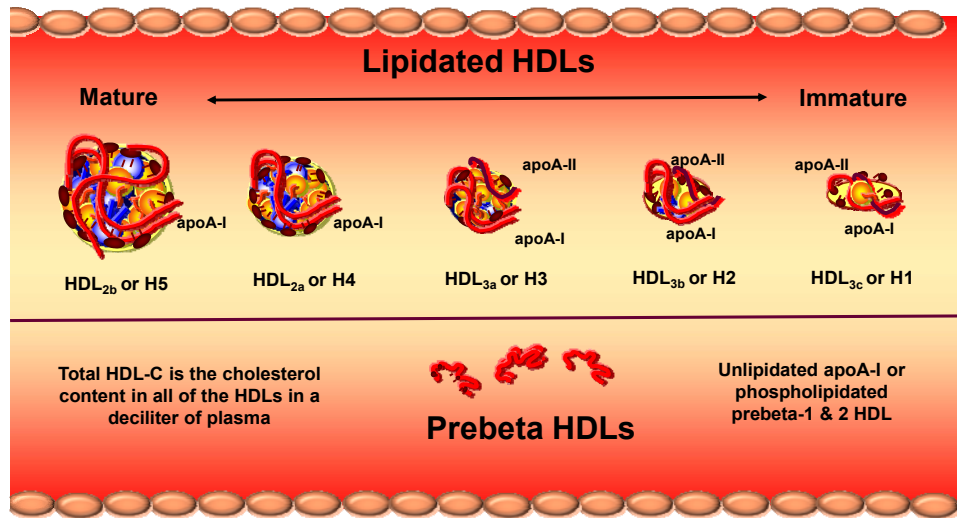 Lipidated HDLs
Mature
Immature
apoA-I
HDL2b or H5
apoA-I
HDL2a or H4
apoA-II
apoA-I
HDL3a or H3
apoA-II
apoA-I
HDL3b or H2
apoA-II
apoA-I
HDL3c or H1
Total HDL-C is the cholesterol
content in all of the HDLs in a
deciliter of plasma
Prebeta HDLs
Unlipidated apoA-I or
phospholipidated
prebeta-1 & 2 HDL